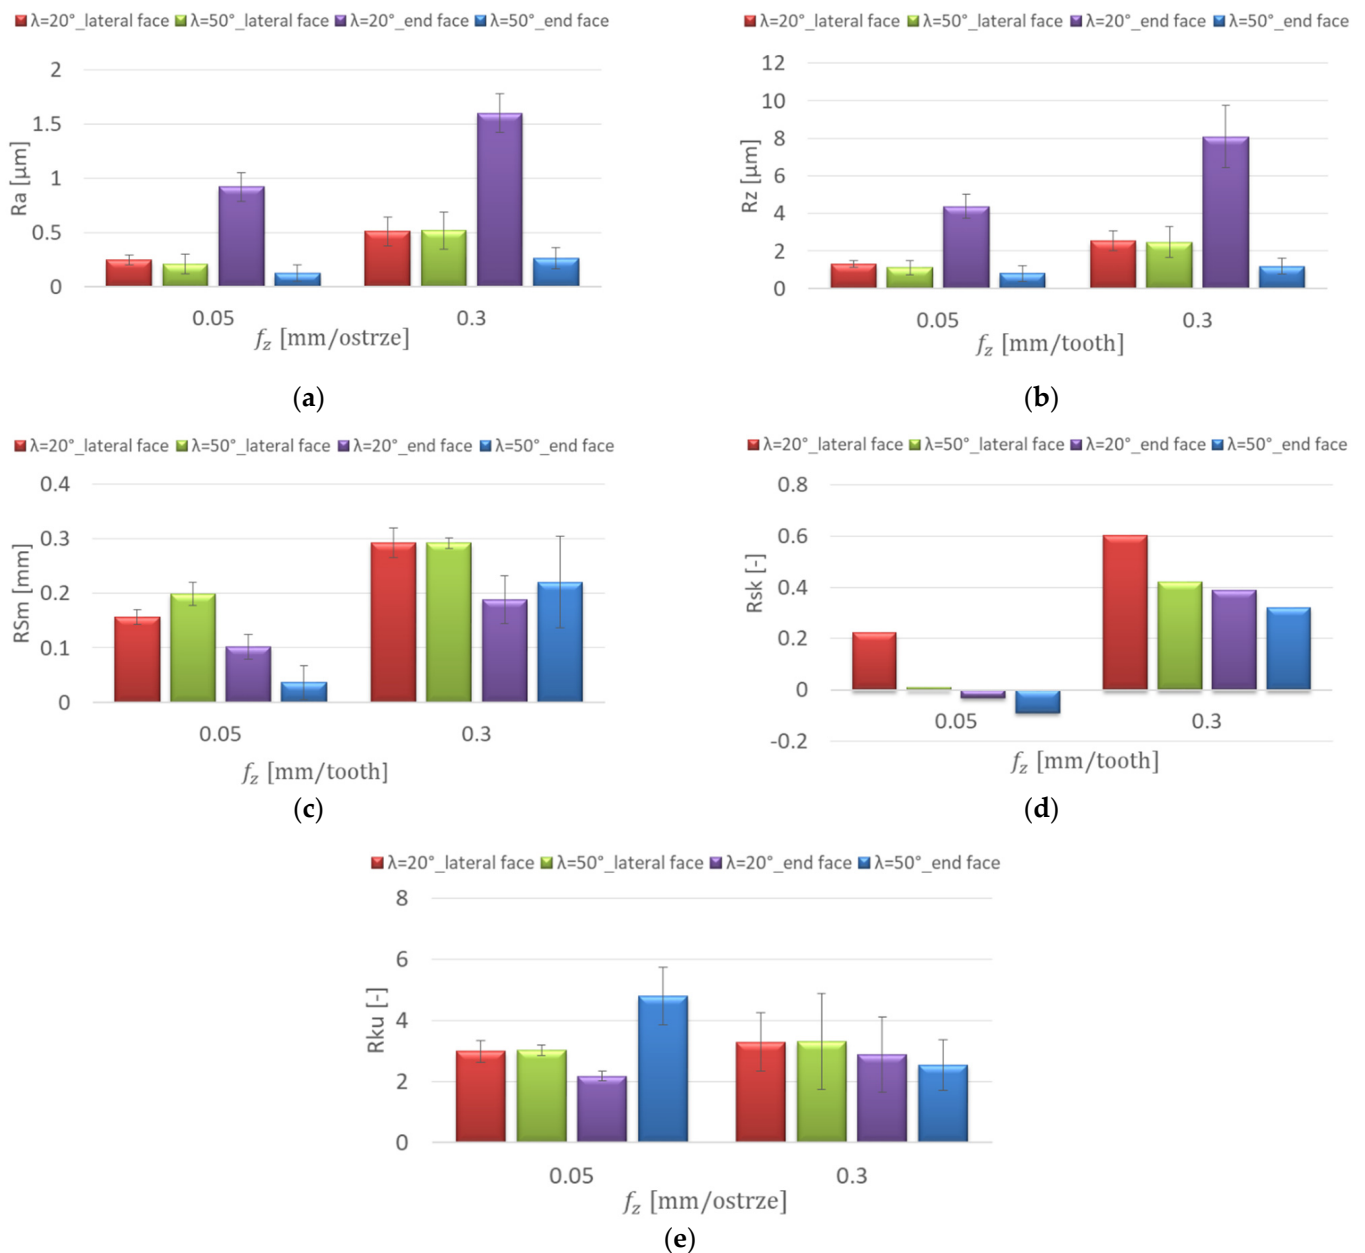 λ=20°_lateral face λ=50°_lateral face λ=20°_end face λ=50°_end face
2
1.5
1
0.5
0
Ra [µm]
0.05 0.3
fz [mm/ostrze]
(a)
λ=20°_lateral face λ=50°_lateral face λ=20°_end face λ=50°_end face
12
10
8
6
4
2
0
Rz [µm]
0.05 0.3
fz [mm/tooth]
(b)
λ=20°_lateral face λ=50°_lateral face λ=20°_end face λ=50°_end face
0.4
0.3
0.2
0.1
0
RSm [mm]
0.05 0.3
fz [mm/tooth]
(c)
λ=20°_lateral face λ=50°_lateral face λ=20°_end face λ=50°_end face
0.8
0.6
0.4
0.2
0
-0.2
Rsk [-]
0.05 0.3
fz [mm/tooth]
(d)
λ=20°_lateral face λ=50°_lateral face λ=20°_end face λ=50°_end face
8
6
4
2
0
Rku [-]
0.05 0.3
fz [mm/ostrze]
(e)